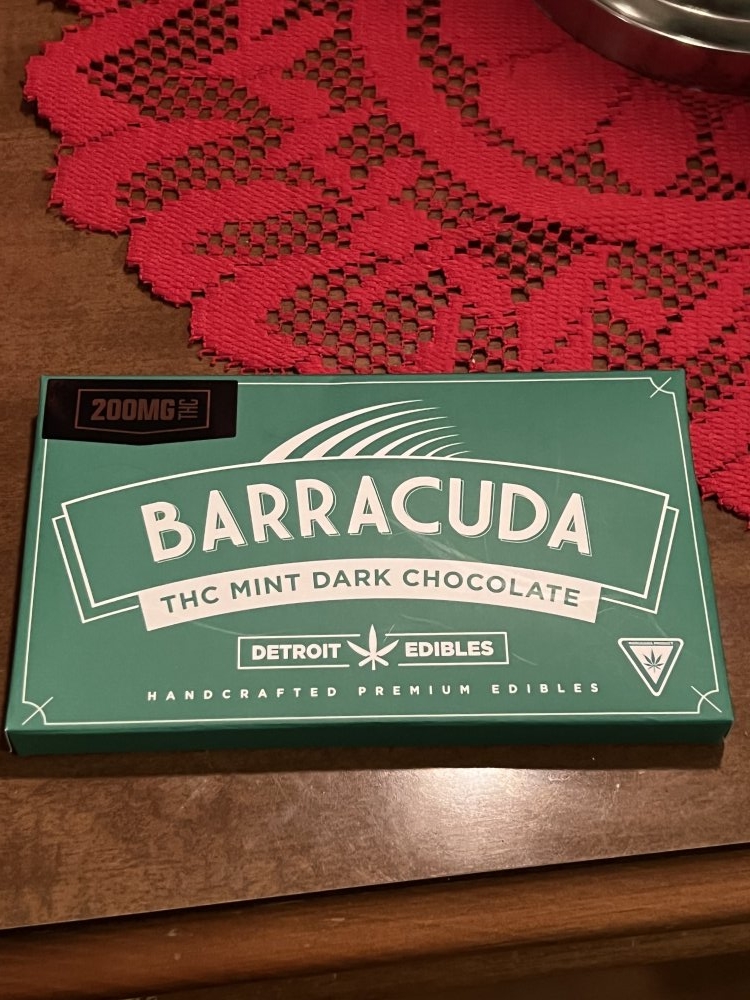 200MG THC
BARRACUDA
THC MINT DARK CHOCOLATE
DETROIT EDIBLES
HANDCRAFTED PREMIUM EDIBLES